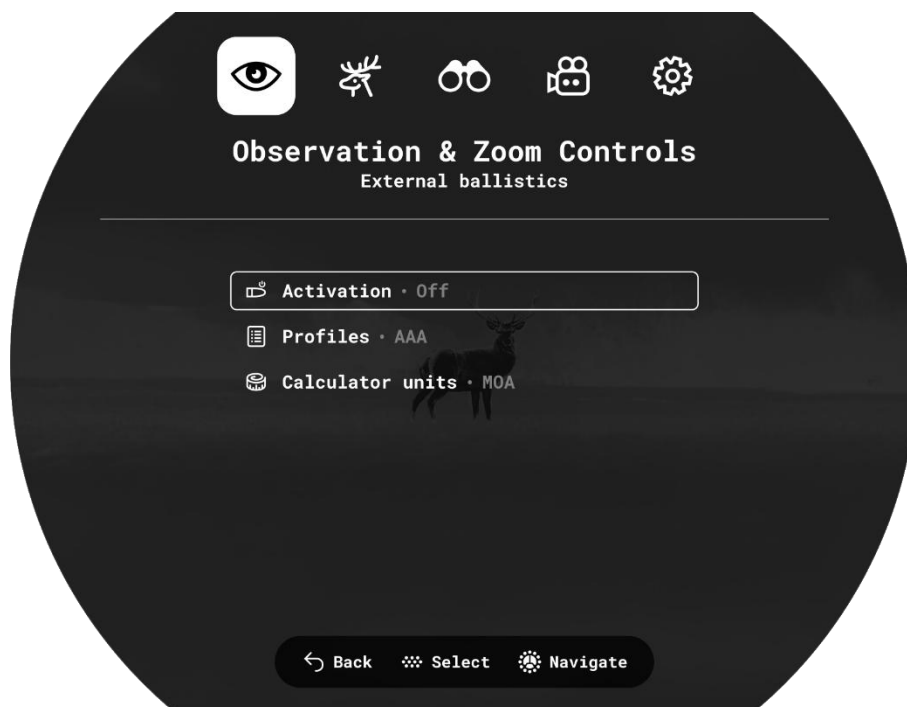 Observation & Zoom Controls
External ballistics
Activation • Off
Profiles • AAA
Calculator units • MOA
Back Select Navigate